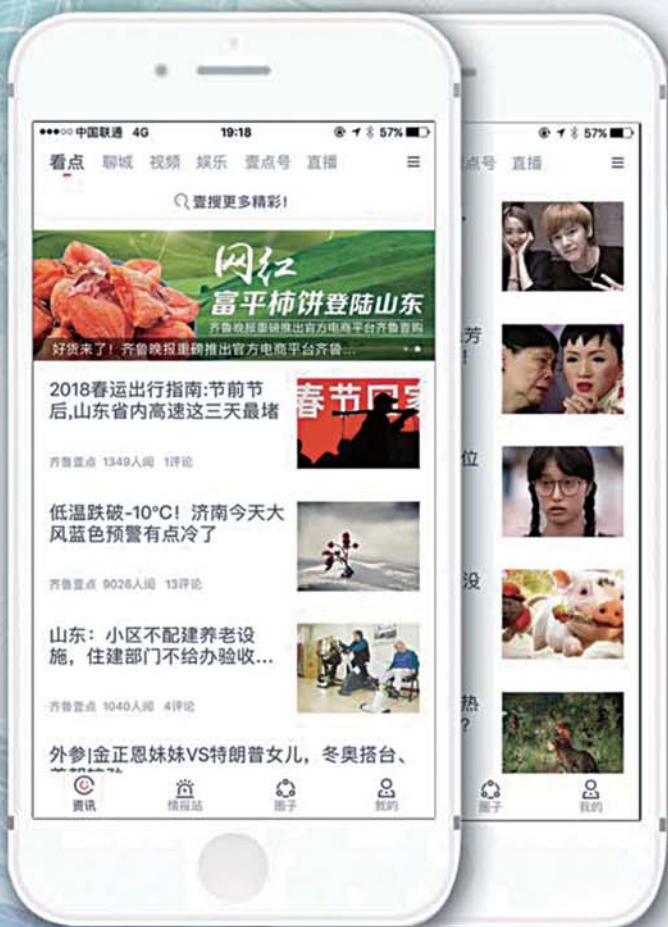 中国联通 4G 19:18 57%
看点 聊城 视频 娱乐 壹点号 直播
壹搜更多精彩!
网红
富平柿饼登陆山东
齐鲁晚报重磅推出官方电商平台齐鲁壹购
好货来了! 齐鲁晚报重磅推出官方电商平台齐鲁...
2018春运出行指南:节前节
后,山东省内高速这三天最堵
春节回家
齐鲁壹点 1349人阅 1评论
低温跌破-10°C! 济南今天大
风蓝色预警有点冷了
齐鲁壹点 9026人阅 13评论
山东:小区不配建养老设
施,住建部门不给办验收...
齐鲁壹点 1040人阅 4评论
外参|金正恩妹妹VS特朗普女儿,冬奥搭台、
资讯 情报站 圈子 我的
57%
点号 直播
芳
!
位
没
热
?
圈子 我的